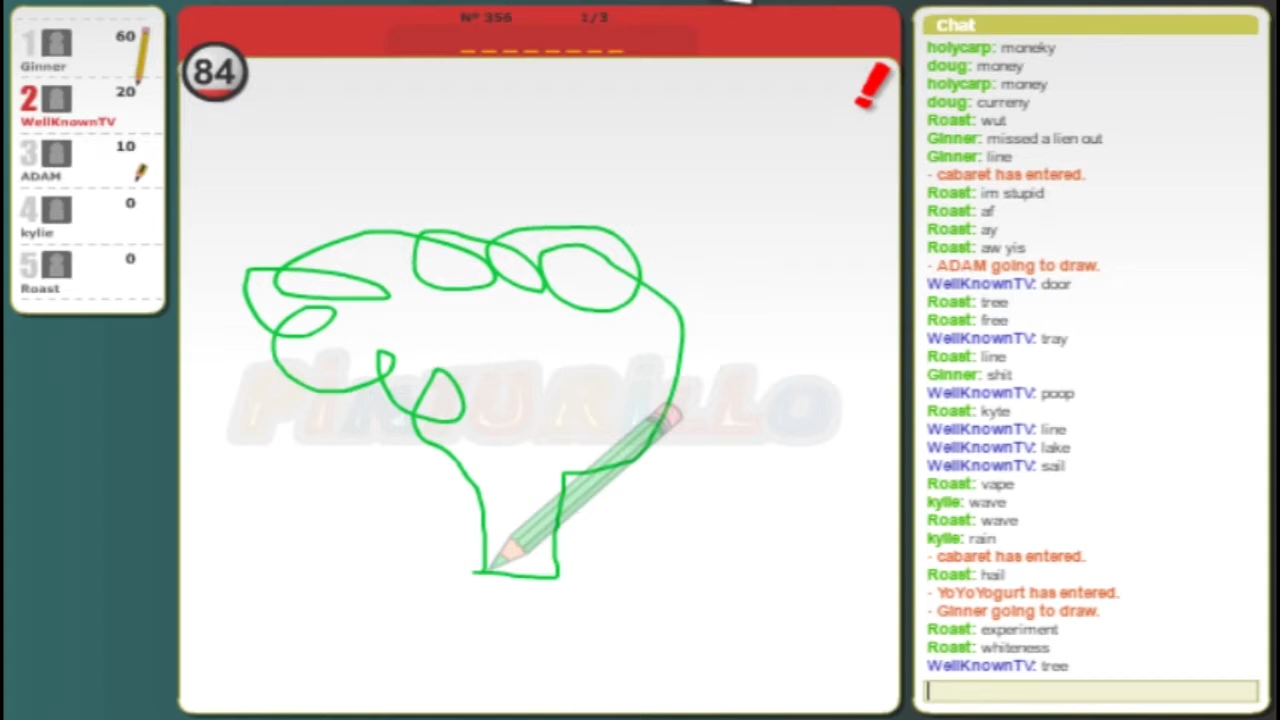 1
60
Ginner
2
20
WellKnownTV
3
10
ADAM
4
0
kylie
5
0
Roast
Nº 356 1/3
84
Chat
holycarp: moneky
doug: money
holycarp: money
doug: curreny
Roast: wut
Ginner: missed a lien out
Ginner: line
- cabaret has entered.
Roast: im stupid
Roast: af
Roast: ay
Roast: aw yis
- ADAM going to draw.
WellKnownTV: door
Roast: tree
Roast: free
WellKnownTV: tray
Roast: line
Ginner: shit
WellKnownTV: poop
Roast: kyte
WellKnownTV: line
WellKnownTV: lake
WellKnownTV: sail
Roast: vape
kylie: wave
Roast: wave
kylie: rain
- cabaret has entered.
Roast: hail
- YoYoYogurt has entered.
- Ginner going to draw.
Roast: experiment
Roast: whiteness
WellKnownTV: tree